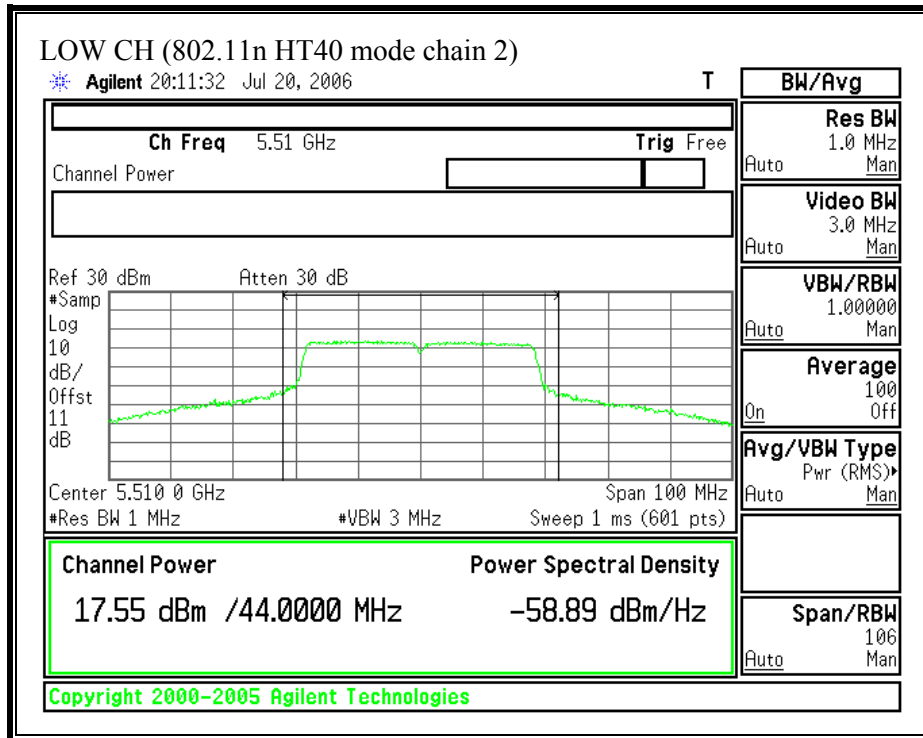 LOW CH (802.11n HT40 mode chain 2)
Agilent 20:11:32 Jul 20, 2006 T
Ch Freq 5.51 GHz Trig Free
Channel Power
Ref 30 dBm Atten 30 dB
#Samp
Log
10
dB/
Offst
11
dB
Center 5.510 0 GHz Span 100 MHz
#Res BW 1 MHz #VBW 3 MHz Sweep 1 ms (601 pts)
Channel Power Power Spectral Density
17.55 dBm /44.0000 MHz -58.89 dBm/Hz
Copyright 2000-2005 Agilent Technologies
BW/Avg
Res BW
1.0 MHz
Auto Man
Video BW
3.0 MHz
Auto Man
VBW/RBW
1.00000
Auto Man
Average
100
On Off
Avg/VBW Type
Pwr (RMS)▸
Auto Man
Span/RBW
106
Auto Man